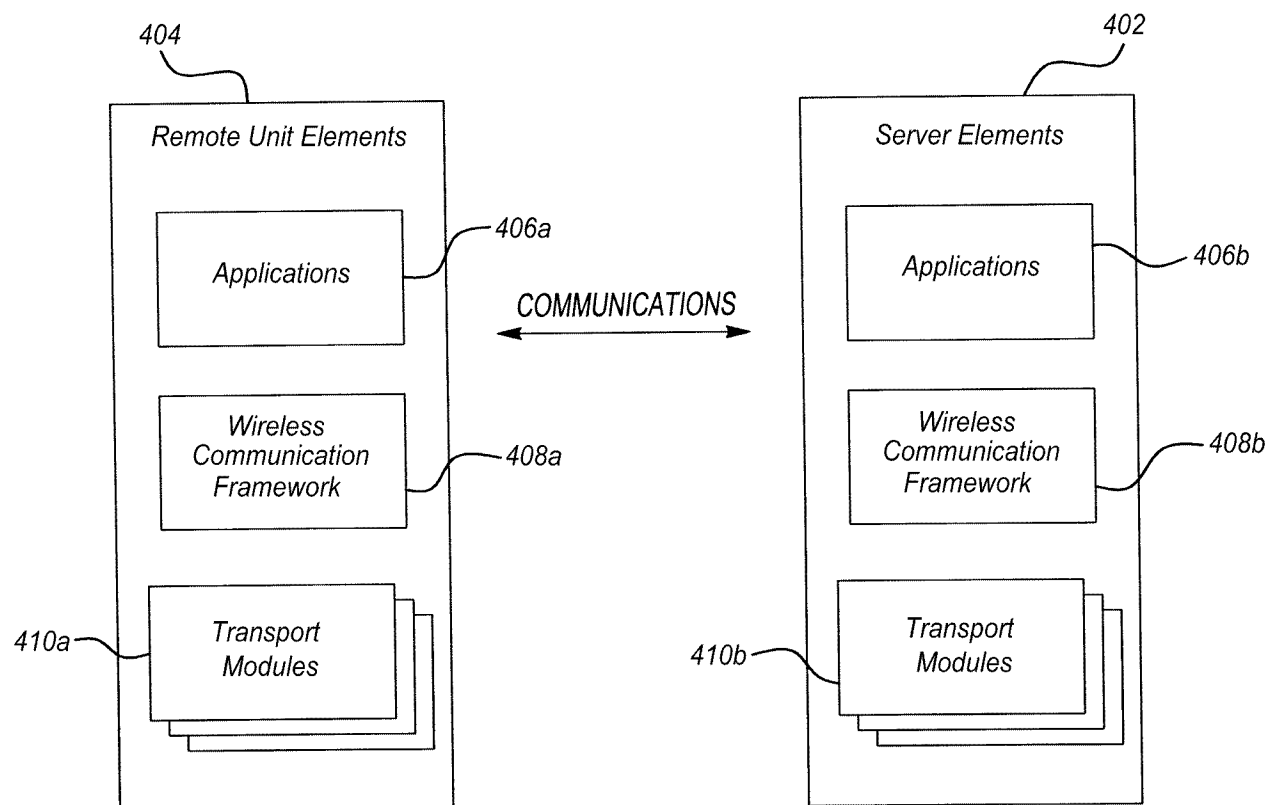 404
402
Remote Unit Elements
Server Elements
Applications
406a
Applications
406b
COMMUNICATIONS
Wireless
Communication
Framework
408a
Wireless
Communication
Framework
408b
Transport
Modules
410a
Transport
Modules
410b